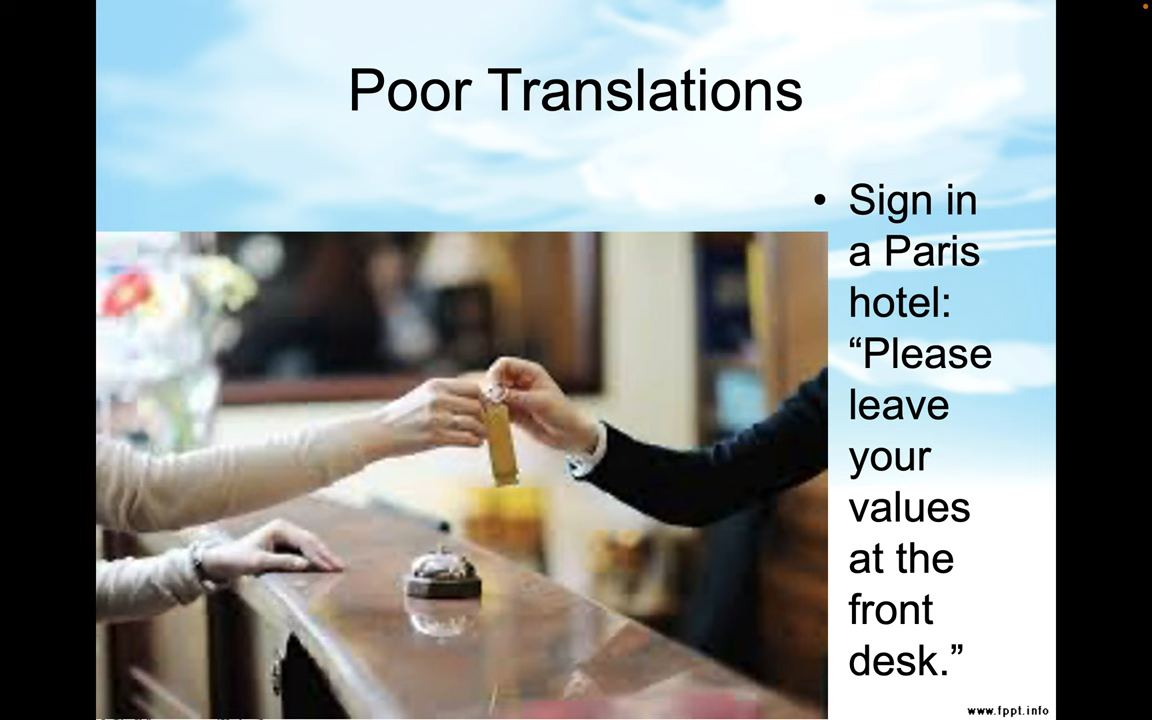 Poor Translations
• Sign in
a Paris
hotel:
“Please
leave
your
values
at the
front
desk.”
www.fppt.info